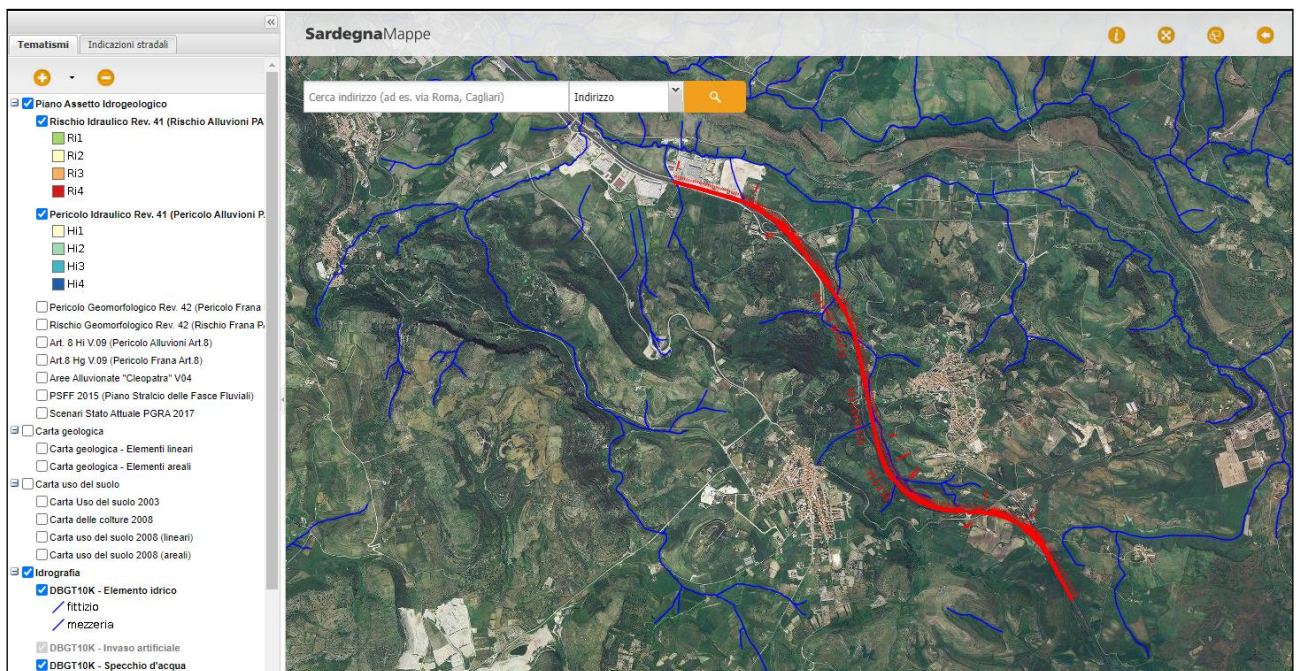 SardegnaMappe
Tematismi
Indicazioni stradali
Cerca indirizzo (ad es. via Roma, Cagliari)
Indirizzo
Piano Assetto Idrogeologico
Rischio Idraulico Rev. 41 (Rischio Alluvioni PA
Ri1
Ri2
Ri3
Ri4
Pericolo Idraulico Rev. 41 (Pericolo Alluvioni P.
Hi1
Hi2
Hi3
Hi4
Pericolo Geomorfologico Rev. 42 (Pericolo Frana
Rischio Geomorfologico Rev. 42 (Rischio Frana P
Art. 8 Hi V.09 (Pericolo Alluvioni Art.8)
Art.8 Hg V.09 (Pericolo Frana Art.8)
Aree Alluvionate "Cleopatra" V04
PSFF 2015 (Piano Stralcio delle Fasce Fluviali)
Scenari Stato Attuale PGRA 2017
Carta geologica
Carta geologica - Elementi lineari
Carta geologica - Elementi areali
Carta uso del suolo
Carta Uso del suolo 2003
Carta delle colture 2008
Carta uso del suolo 2008 (lineari)
Carta uso del suolo 2008 (areali)
Idrografia
DBGT10K - Elemento idrico
fittizio
mezzeria
DBGT10K - Invaso artificiale
DBGT10K - Specchio d'acqua